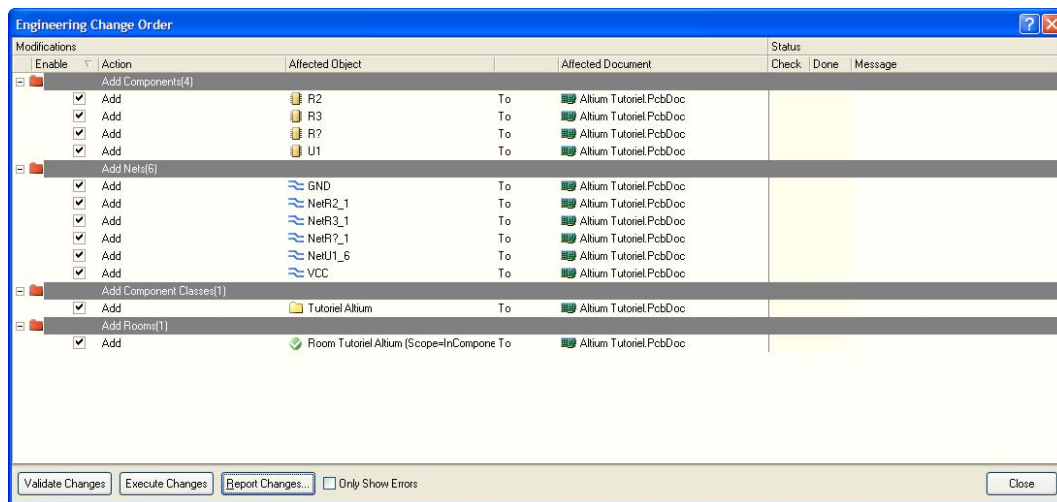 Engineering Change Order
Modifications Status
Enable Action Affected Object Affected Document Check Done Message
Add Components(4)
Add R2 To Altium Tutoriel.PcbDoc
Add R3 To Altium Tutoriel.PcbDoc
Add R? To Altium Tutoriel.PcbDoc
Add U1 To Altium Tutoriel.PcbDoc
Add Nets(6)
Add GND To Altium Tutoriel.PcbDoc
Add NetR2_1 To Altium Tutoriel.PcbDoc
Add NetR3_1 To Altium Tutoriel.PcbDoc
Add NetR?_1 To Altium Tutoriel.PcbDoc
Add NetU1_6 To Altium Tutoriel.PcbDoc
Add VCC To Altium Tutoriel.PcbDoc
Add Component Classes(1)
Add Tutoriel Altium To Altium Tutoriel.PcbDoc
Add Rooms(1)
Add Room Tutoriel Altium (Scope=InCompone To Altium Tutoriel.PcbDoc
Validate Changes Execute Changes Report Changes... Only Show Errors Close